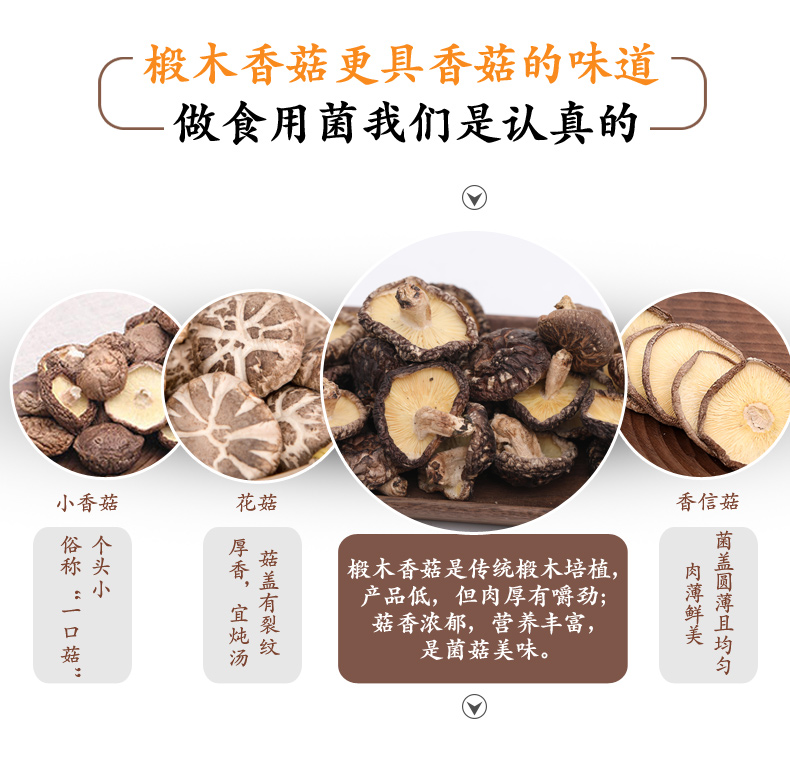 椴木香菇更具香菇的味道
做食用菌我们是认真的
小香菇
花菇
香信菇
个头小
俗称“一口菇”
菇盖有裂纹
厚香，宜炖汤
椴木香菇是传统椴木培植，
产品低，但肉厚有嚼劲；
菇香浓郁，营养丰富，
是菌菇美味。
菌盖圆薄且均匀
肉薄鲜美